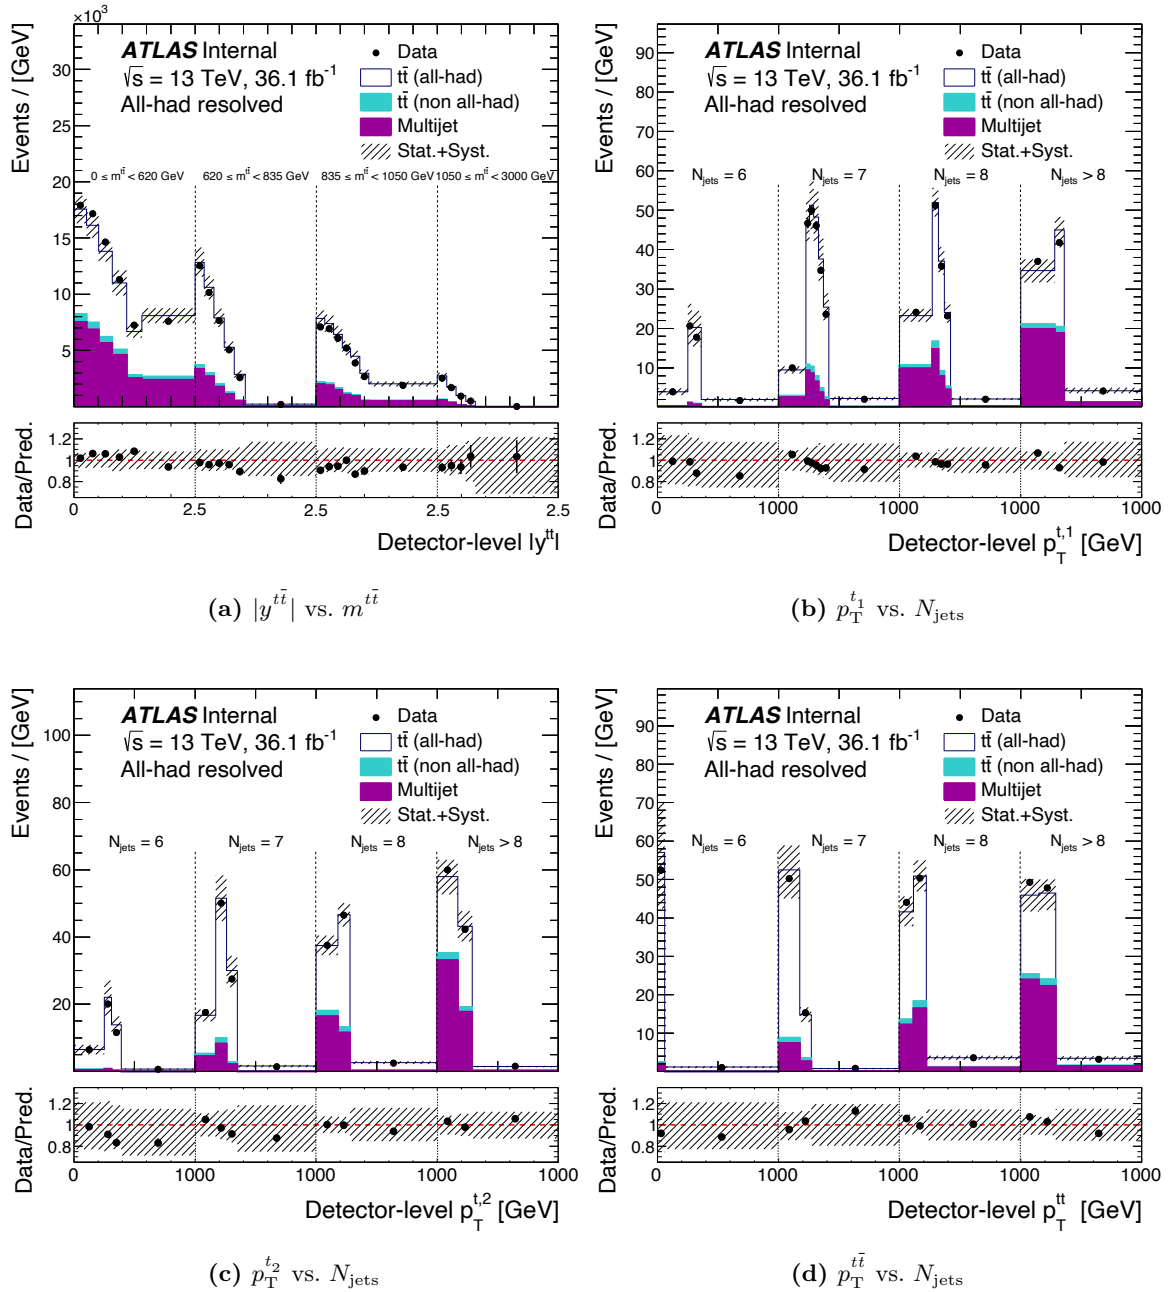 ×10³
Events / [GeV]
ATLAS Internal
√s = 13 TeV, 36.1 fb⁻¹
All-had resolved
Data
tt̄ (all-had)
tt̄ (non all-had)
Multijet
Stat.+Syst.
0 ≤ m^tt̄ < 620 GeV
620 ≤ m^tt̄ < 835 GeV
835 ≤ m^tt̄ < 1050 GeV
1050 ≤ m^tt̄ < 3000 GeV
30
25
20
15
10
5
Data/Pred.
1.2
1
0.8
0 2.5 2.5 2.5 2.5
Detector-level |y^tt̄|
(a) |y^tt̄| vs. m^tt̄
Events / [GeV]
ATLAS Internal
√s = 13 TeV, 36.1 fb⁻¹
All-had resolved
Data
tt̄ (all-had)
tt̄ (non all-had)
Multijet
Stat.+Syst.
N_jets = 6 N_jets = 7 N_jets = 8 N_jets > 8
90
80
70
60
50
40
30
20
10
0
Data/Pred.
1.2
1
0.8
0 1000 1000 1000 1000
Detector-level p_T^t,1 [GeV]
(b) p_T^t₁ vs. N_jets
Events / [GeV]
ATLAS Internal
√s = 13 TeV, 36.1 fb⁻¹
All-had resolved
Data
tt̄ (all-had)
tt̄ (non all-had)
Multijet
Stat.+Syst.
N_jets = 6 N_jets = 7 N_jets = 8 N_jets > 8
100
80
60
40
20
Data/Pred.
1.2
1
0.8
0 1000 1000 1000 1000
Detector-level p_T^t,2 [GeV]
(c) p_T^t₂ vs. N_jets
Events / [GeV]
ATLAS Internal
√s = 13 TeV, 36.1 fb⁻¹
All-had resolved
Data
tt̄ (all-had)
tt̄ (non all-had)
Multijet
Stat.+Syst.
N_jets = 6 N_jets = 7 N_jets = 8 N_jets > 8
90
80
70
60
50
40
30
20
10
0
Data/Pred.
1.2
1
0.8
0 1000 1000 1000 1000
Detector-level p_T^tt̄ [GeV]
(d) p_T^tt̄ vs. N_jets